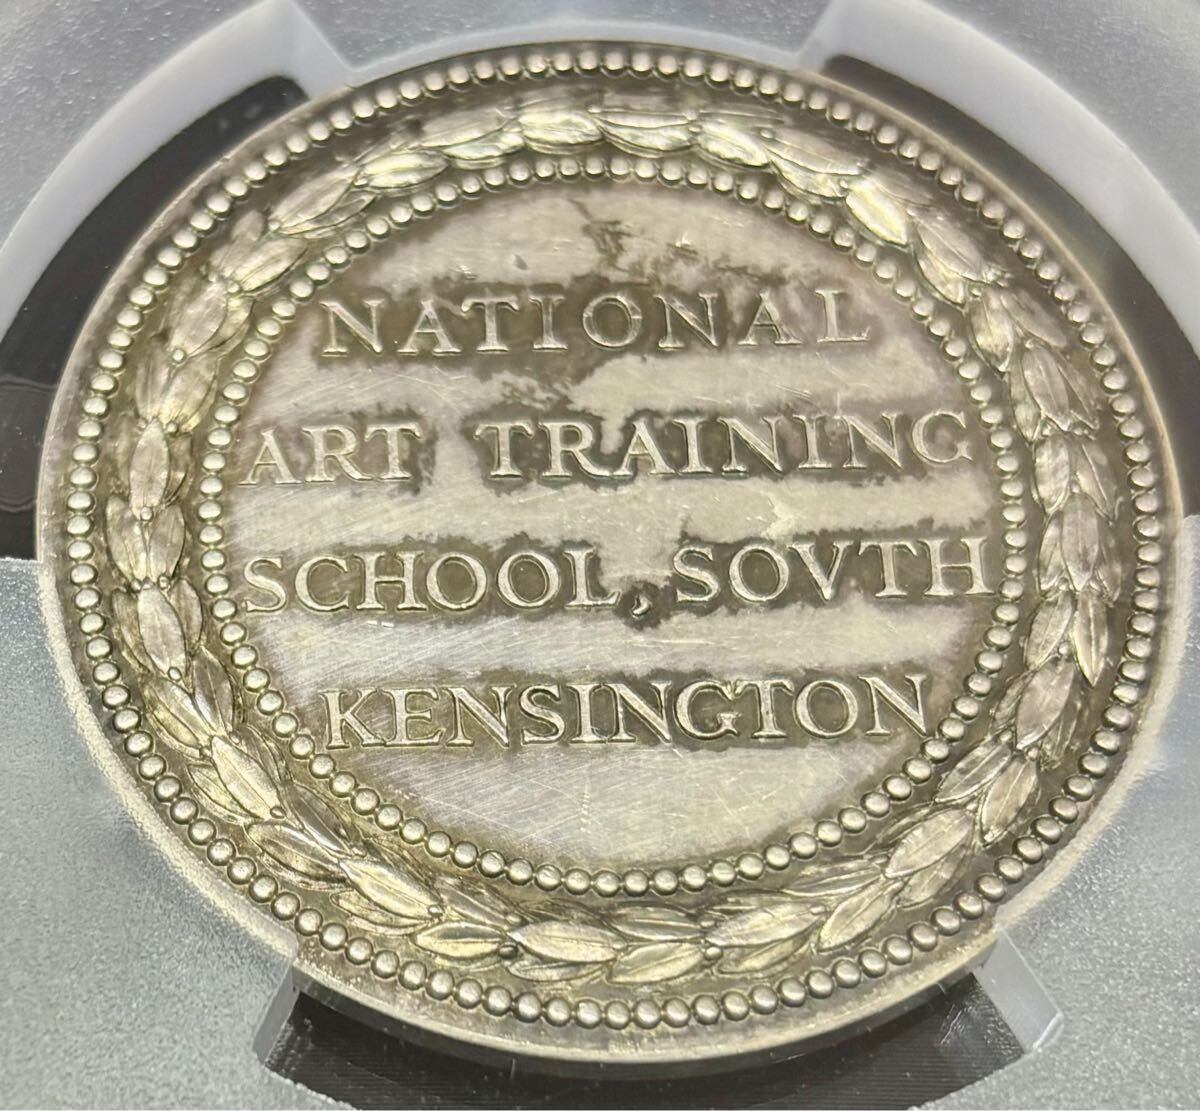 NATIONAL
ART TRAINING
SCHOOL, SOVTH
KENSINGTON